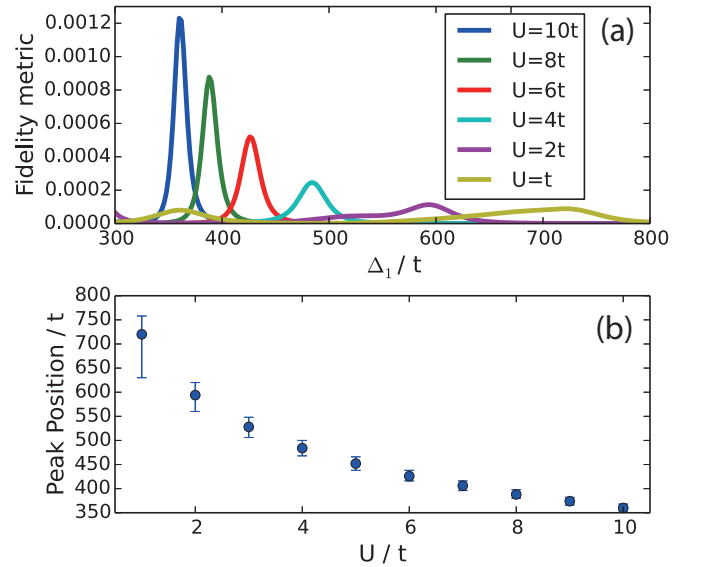 0.0012
0.0010
0.0008
0.0006
0.0004
0.0002
0.0000
Fidelity metric
U=10t
U=8t
U=6t
U=4t
U=2t
U=t
(a)
300 400 500 600 700 800
Δ₁ / t
800
750
700
650
600
550
500
450
400
350
Peak Position / t
(b)
2 4 6 8 10
U / t